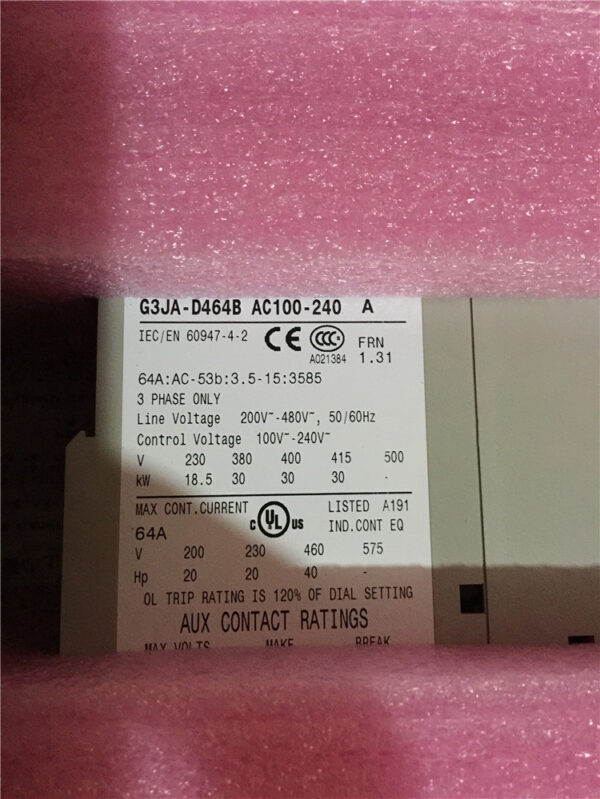 G3JA-D464B AC100-240 A
IEC/EN 60947-4-2 CE CCC FRN
A021384 1.31
64A:AC-53b:3.5-15:3585
3 PHASE ONLY
Line Voltage 200V~-480V~, 50/60Hz
Control Voltage 100V~-240V~
V 230 380 400 415 500
kW 18.5 30 30 30 -
MAX CONT.CURRENT C UL US LISTED A191
64A IND.CONT EQ
V 200 230 460 575
Hp 20 20 40 -
OL TRIP RATING IS 120% OF DIAL SETTING
AUX CONTACT RATINGS
MAX VOLTS MAKE BREAK